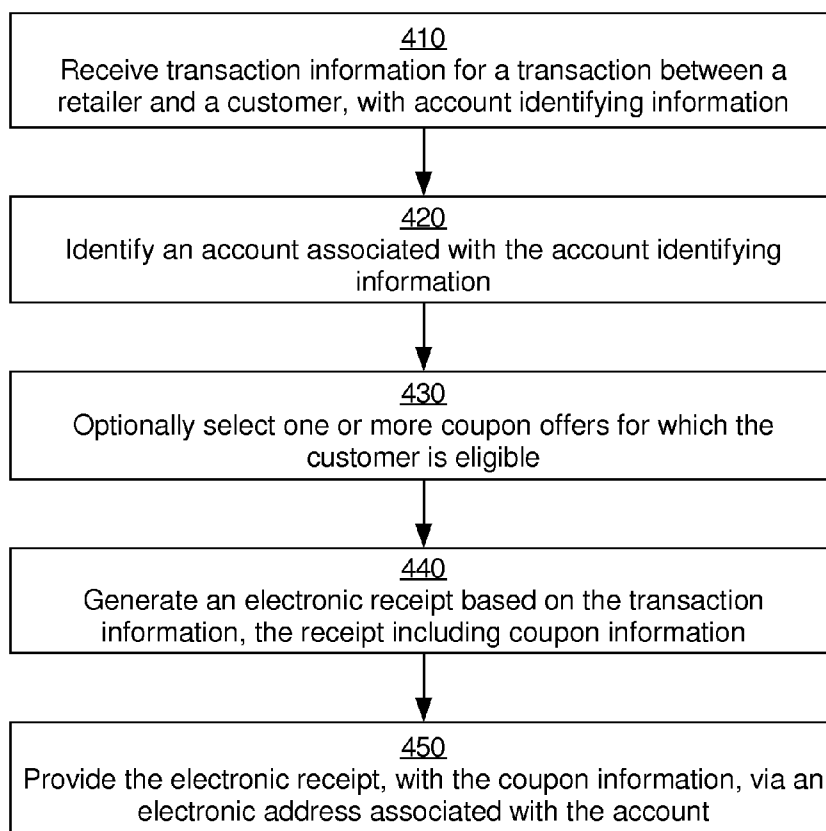 410
Receive transaction information for a transaction between a
retailer and a customer, with account identifying information
420
Identify an account associated with the account identifying
information
430
Optionally select one or more coupon offers for which the
customer is eligible
440
Generate an electronic receipt based on the transaction
information, the receipt including coupon information
450
Provide the electronic receipt, with the coupon information, via an
electronic address associated with the account